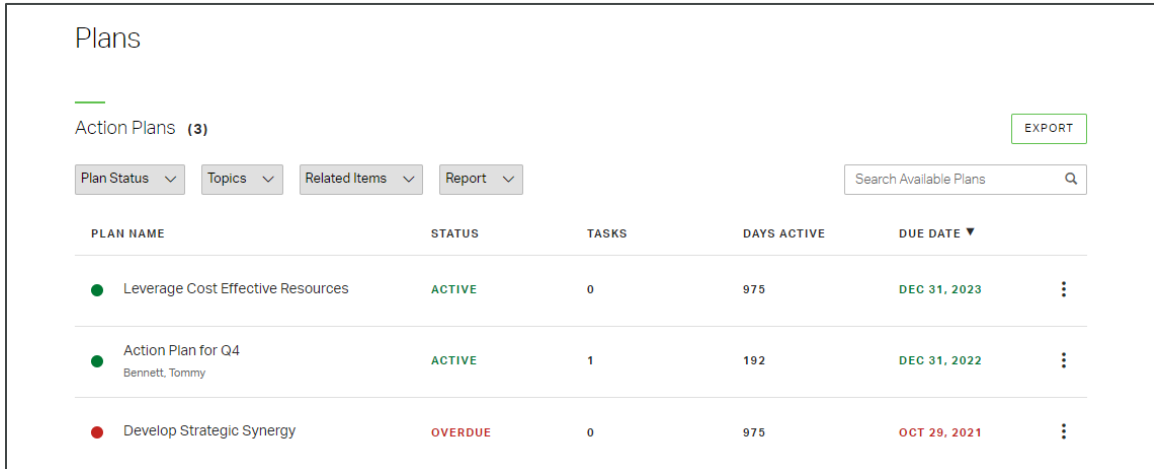 Plans
Action Plans (3)
EXPORT
Plan Status Topics Related Items Report Search Available Plans
PLAN NAME STATUS TASKS DAYS ACTIVE DUE DATE ▼
Leverage Cost Effective Resources ACTIVE 0 975 DEC 31, 2023
Action Plan for Q4
Bennett, Tommy
ACTIVE 1 192 DEC 31, 2022
Develop Strategic Synergy OVERDUE 0 975 OCT 29, 2021